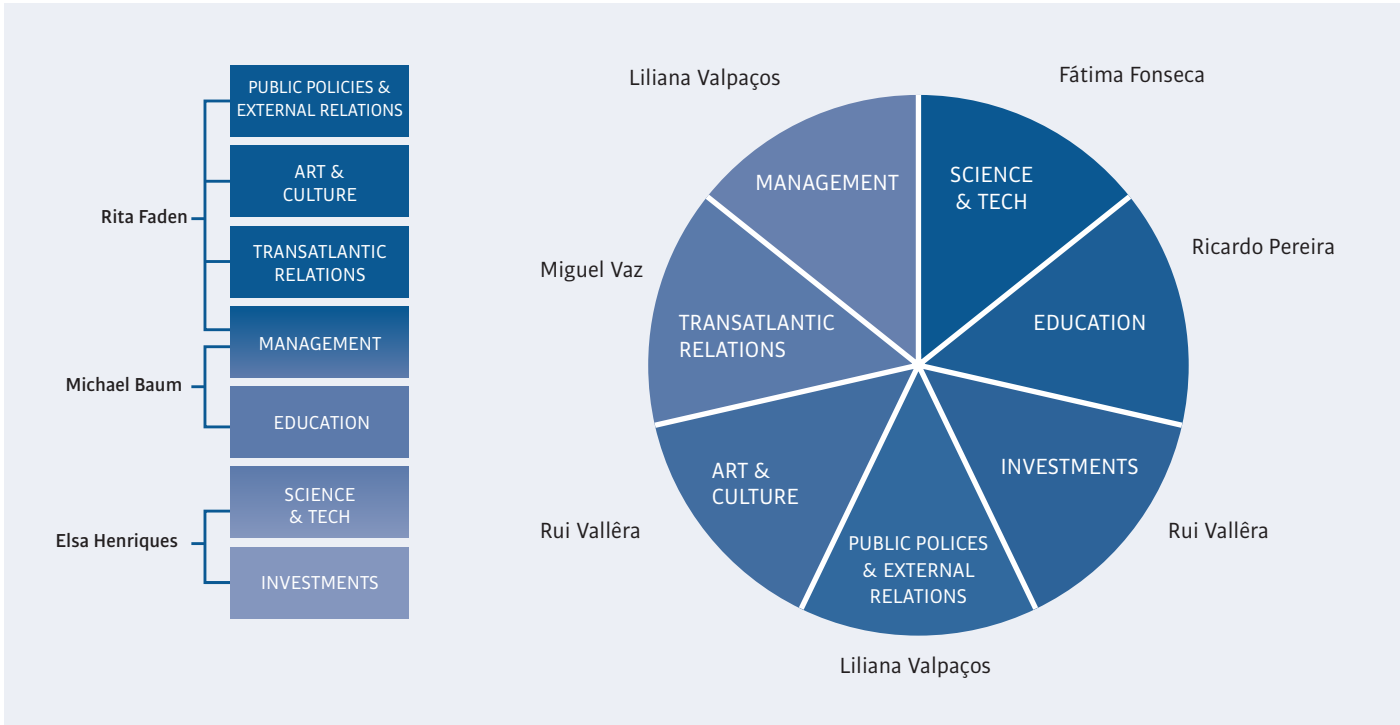 PUBLIC POLICIES &
EXTERNAL RELATIONS
ART &
CULTURE
Rita Faden
TRANSATLANTIC
RELATIONS
MANAGEMENT
Michael Baum
EDUCATION
SCIENCE
& TECH
Elsa Henriques
INVESTMENTS
Liliana Valpaços
Fátima Fonseca
MANAGEMENT
SCIENCE
& TECH
Ricardo Pereira
Miguel Vaz
TRANSATLANTIC
RELATIONS
EDUCATION
ART &
CULTURE
INVESTMENTS
Rui Vallêra
PUBLIC POLICES
& EXTERNAL
RELATIONS
Rui Vallêra
Liliana Valpaços